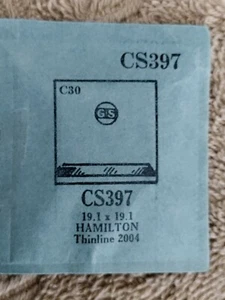 CS397
C30
GS
CS397
19.1 x 19.1
HAMILTON
Thinline 2004